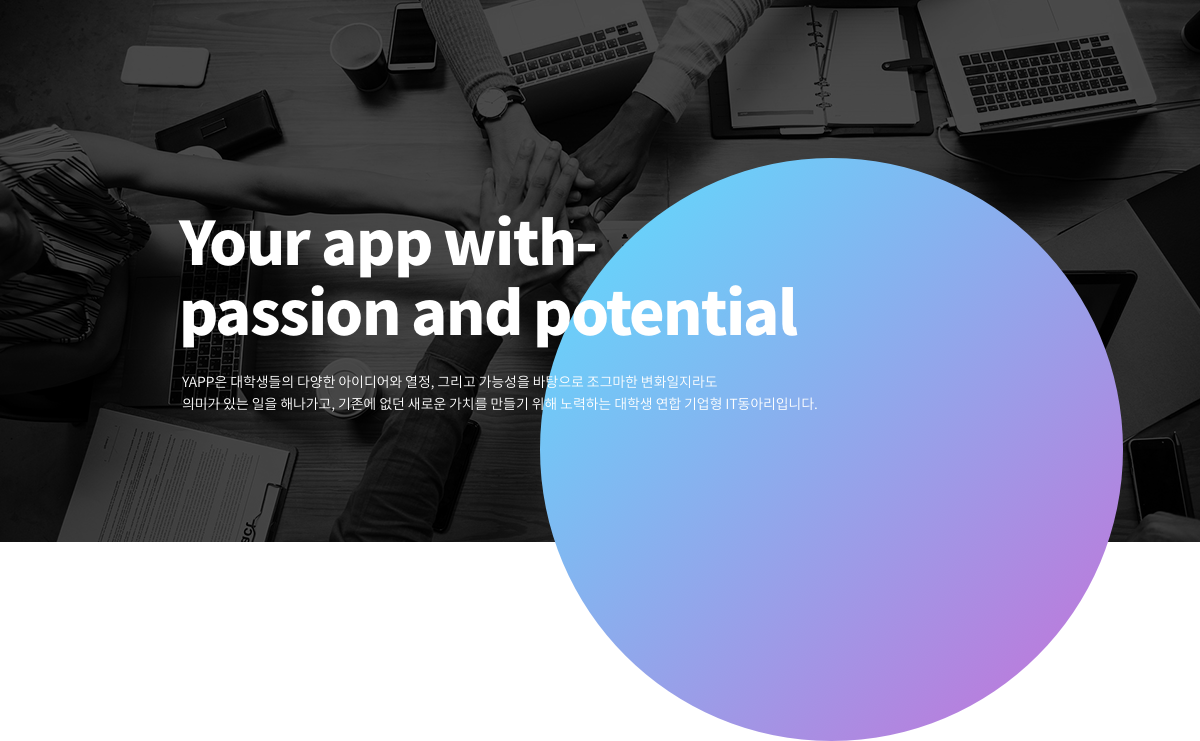 Your app with-
passion and potential
YAPP은 대학생들의 다양한 아이디어와 열정, 그리고 가능성을 바탕으로 조그마한 변화일지라도
의미가 있는 일을 해나가고, 기존에 없던 새로운 가치를 만들기 위해 노력하는 대학생 연합 기업형 IT동아리입니다.